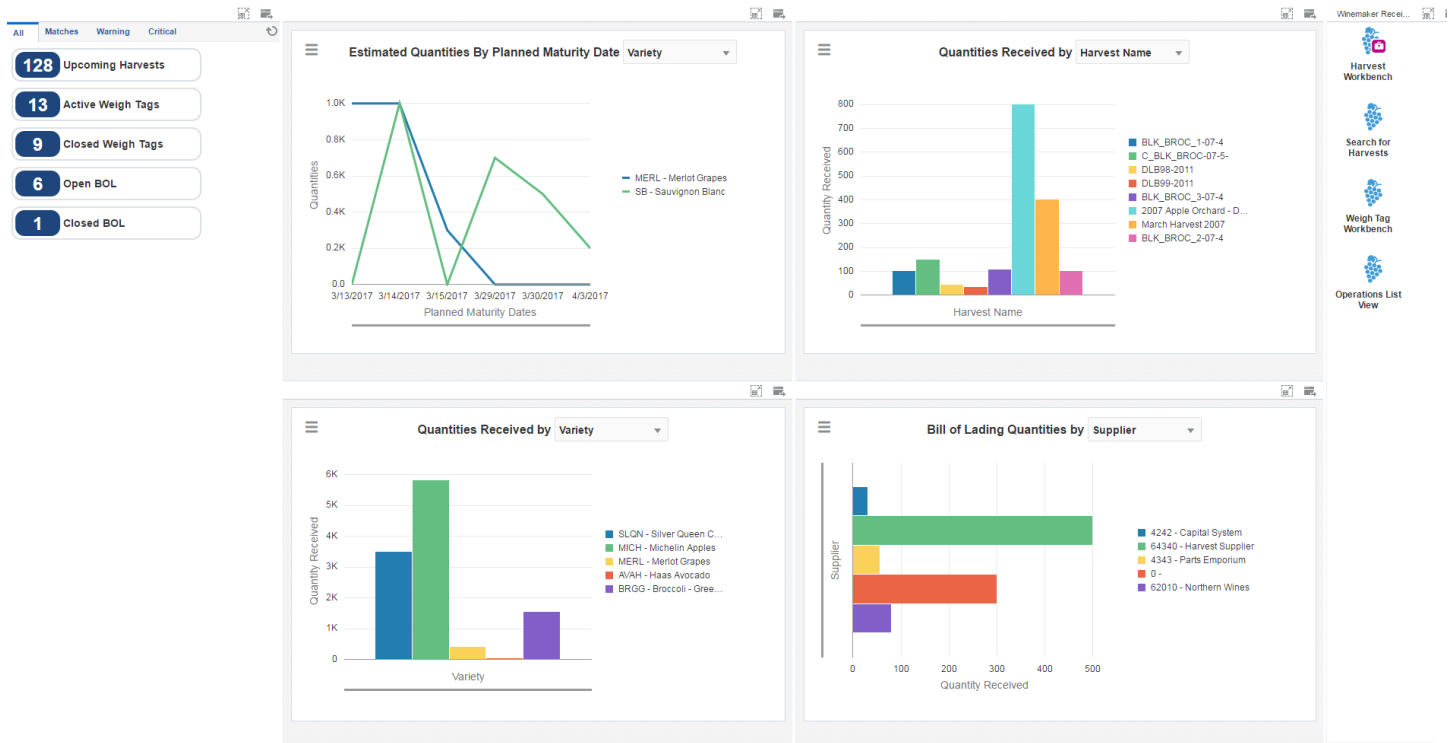 All Matches Warning Critical
128 Upcoming Harvests
13 Active Weigh Tags
9 Closed Weigh Tags
6 Open BOL
1 Closed BOL
Estimated Quantities By Planned Maturity Date Variety
1.0K
0.8K
0.6K
0.4K
0.2K
0.0
Quantities
3/13/2017 3/14/2017 3/15/2017 3/29/2017 3/30/2017 4/3/2017
Planned Maturity Dates
MERL - Merlot Grapes
SB - Sauvignon Blanc
Quantities Received by Harvest Name
800
700
600
500
400
300
200
100
0
Quantity Received
Harvest Name
BLK_BROC_1-07-4
C_BLK_BROC-07-5-
DLB98-2011
DLB99-2011
BLK_BROC_3-07-4
2007 Apple Orchard - D...
March Harvest 2007
BLK_BROC_2-07-4
Quantities Received by Variety
6K
5K
4K
3K
2K
1K
0
Quantity Received
Variety
SLQN - Silver Queen C...
MICH - Michelin Apples
MERL - Merlot Grapes
AVAH - Haas Avocado
BRGG - Broccoli - Gree...
Bill of Lading Quantities by Supplier
Supplier
0 100 200 300 400 500
Quantity Received
4242 - Capital System
64340 - Harvest Supplier
4343 - Parts Emporium
0 -
62010 - Northern Wines
Winemaker Recei...
Harvest
Workbench
Search for
Harvests
Weigh Tag
Workbench
Operations List
View